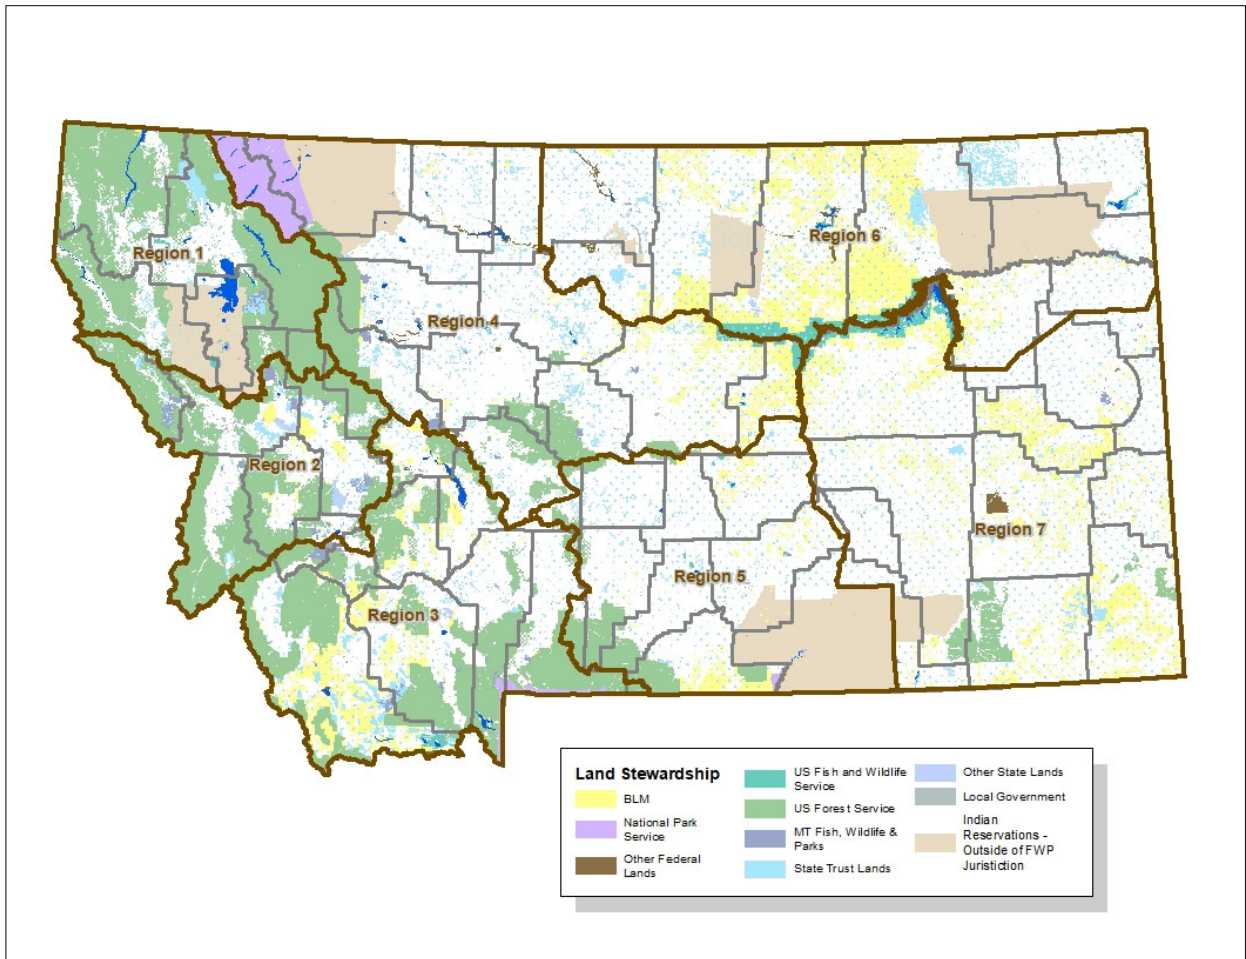 Region 1
Region 6
Region 4
Region 2
Region 7
Region 5
Region 3
Land Stewardship
BLM
National Park
Service
Other Federal
Lands
US Fish and Wildlife
Service
US Forest Service
MT Fish, Wildlife &
Parks
State Trust Lands
Other State Lands
Local Government
Indian
Reservations -
Outside of FWP
Juristiction